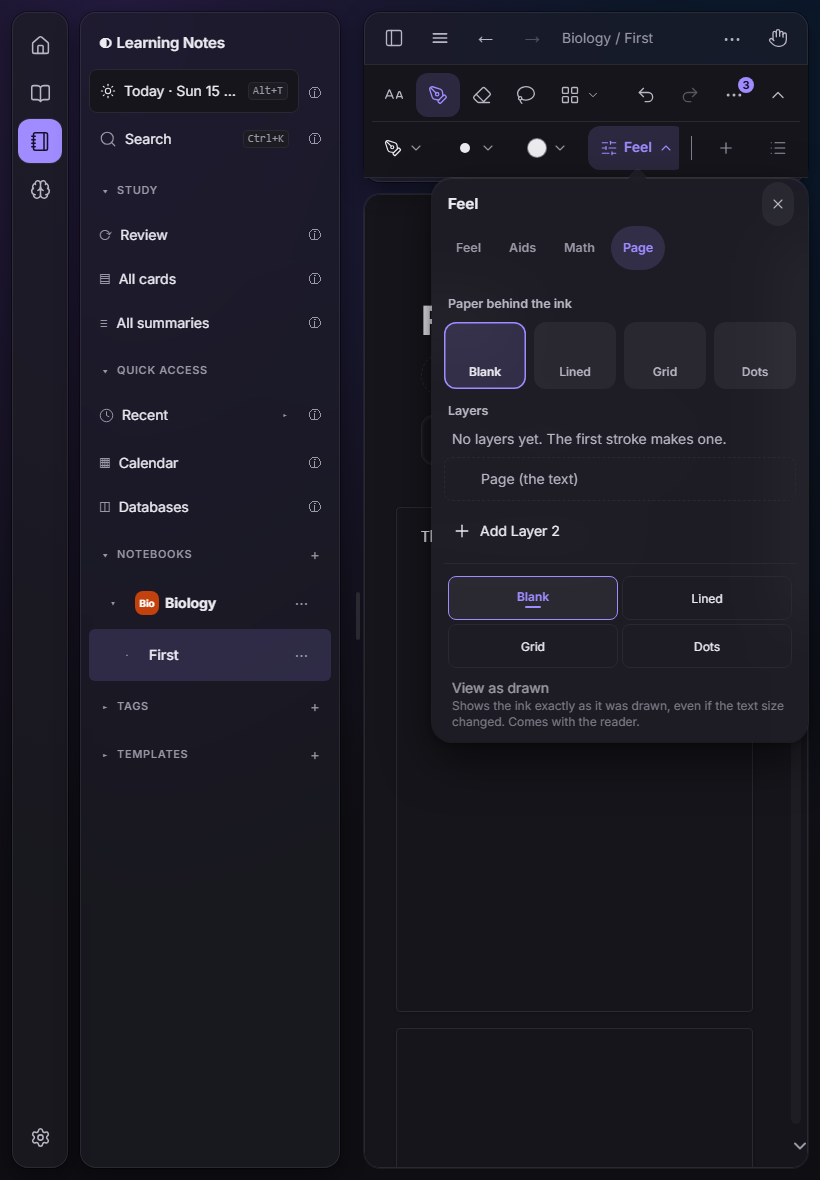 Learning Notes
Today · Sun 15 ... Alt+T
Search Ctrl+K
STUDY
Review
All cards
All summaries
QUICK ACCESS
Recent
Calendar
Databases
NOTEBOOKS
Bio Biology
First
TAGS
TEMPLATES
Biology / First
AA
3
Feel
Feel
Feel Aids Math Page
Paper behind the ink
Blank Lined Grid Dots
Layers
No layers yet. The first stroke makes one.
Page (the text)
Add Layer 2
Blank Lined
Grid Dots
View as drawn
Shows the ink exactly as it was drawn, even if the text size
changed. Comes with the reader.